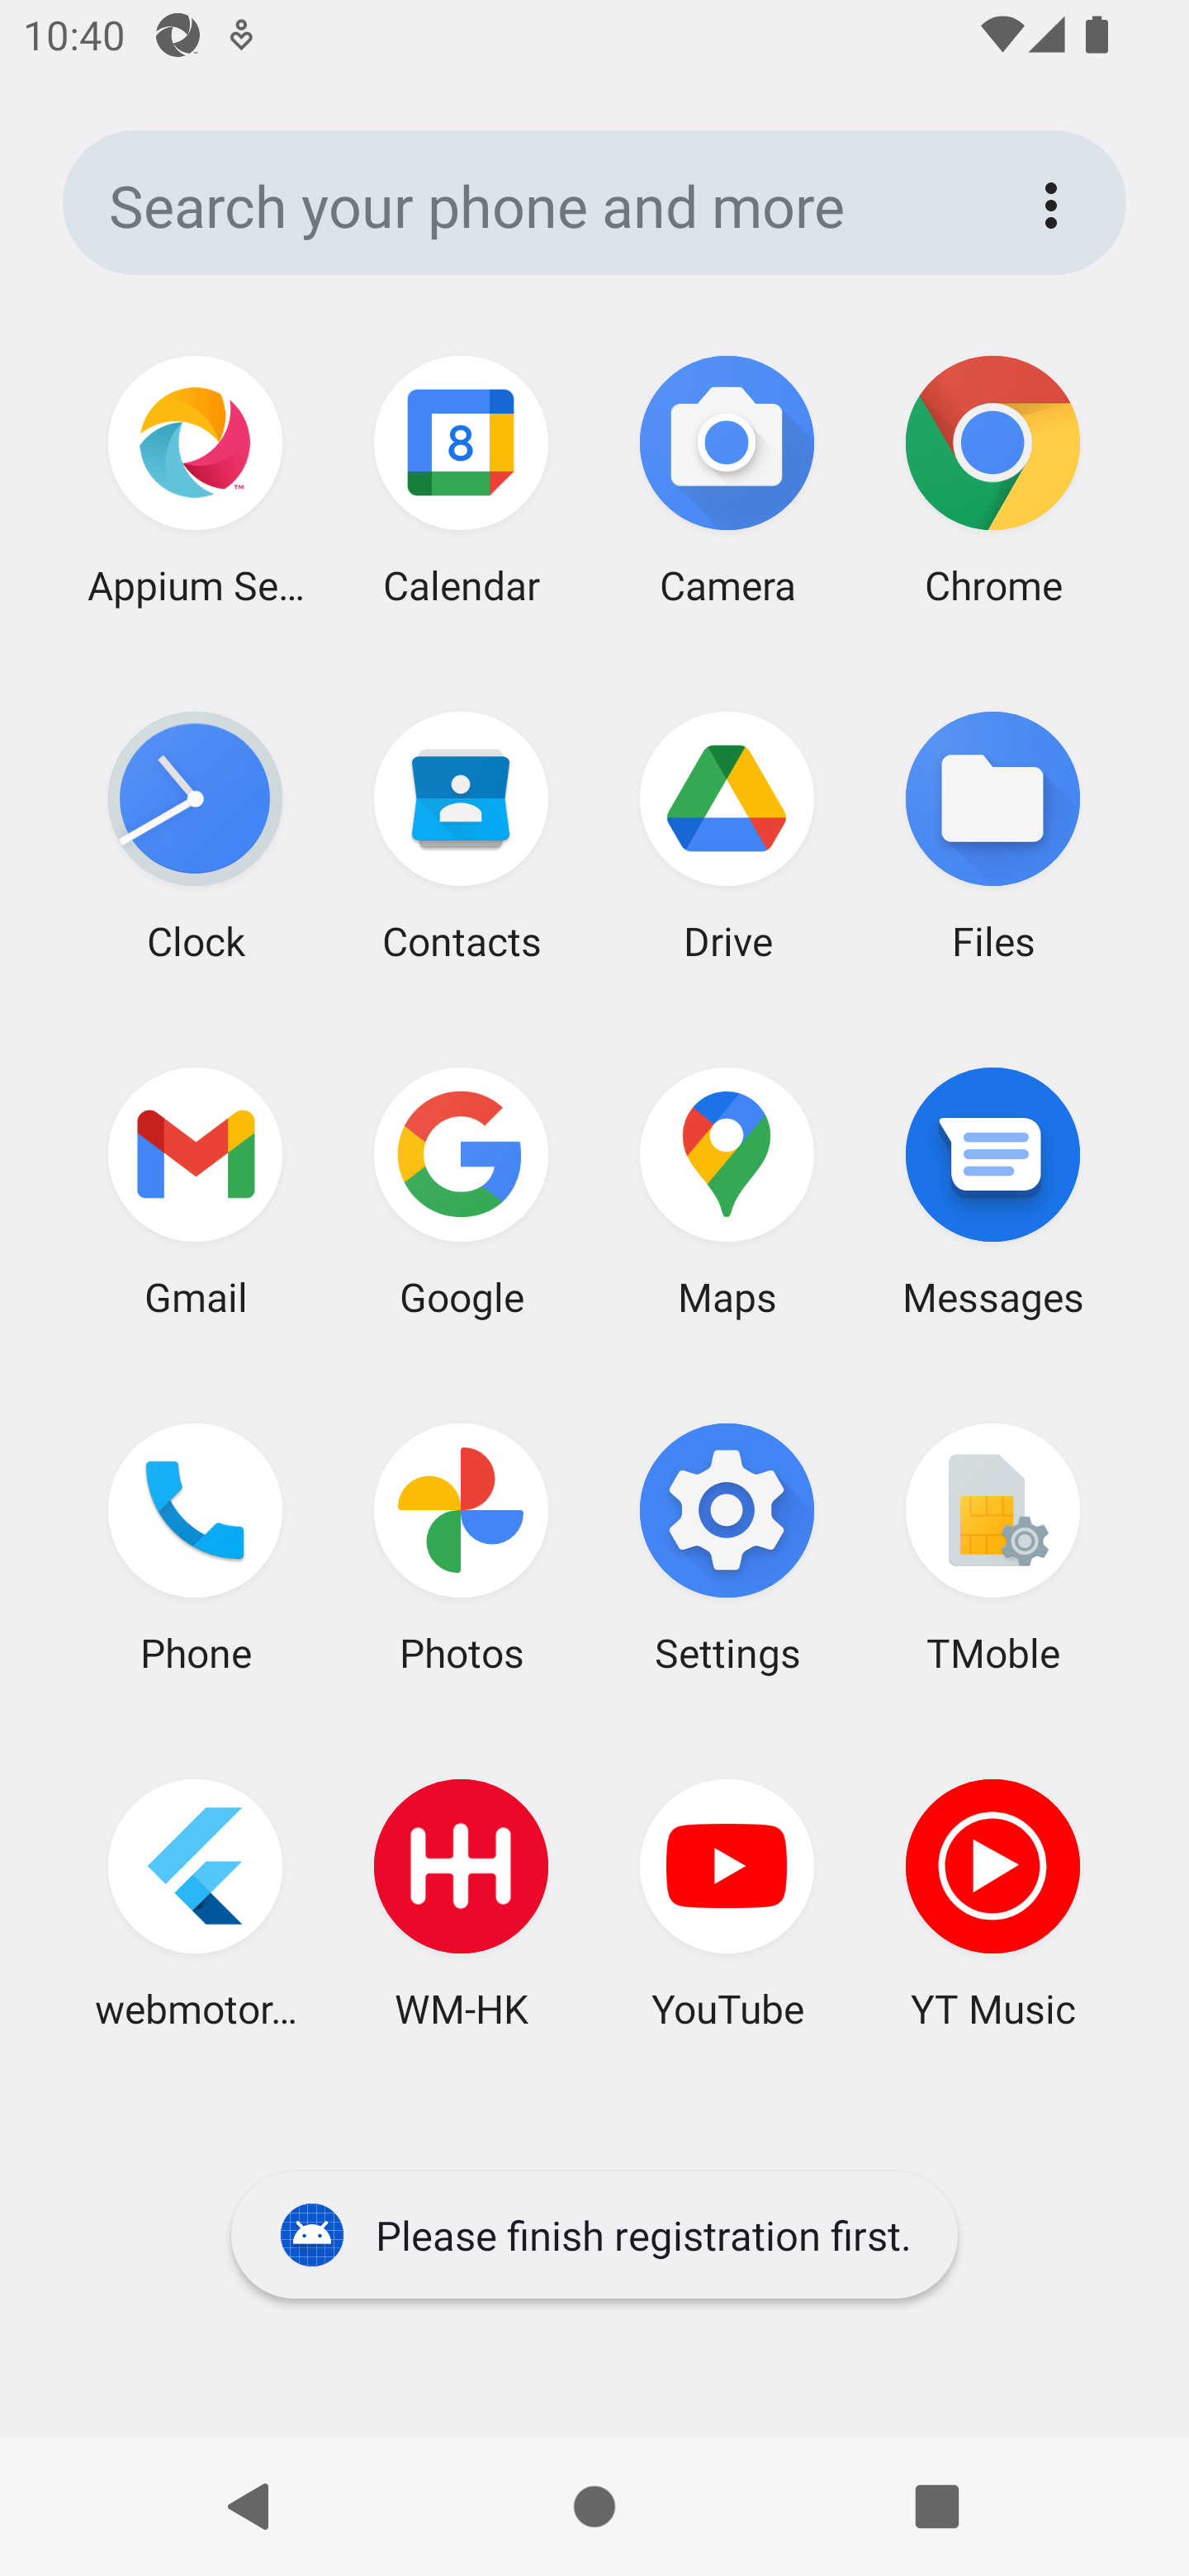 10:40
Search your phone and more
Appium Se...
Calendar
Camera
Chrome
Clock
Contacts
Drive
Files
Gmail
Google
Maps
Messages
Phone
Photos
Settings
TMoble
webmotor...
WM-HK
YouTube
YT Music
Please finish registration first.